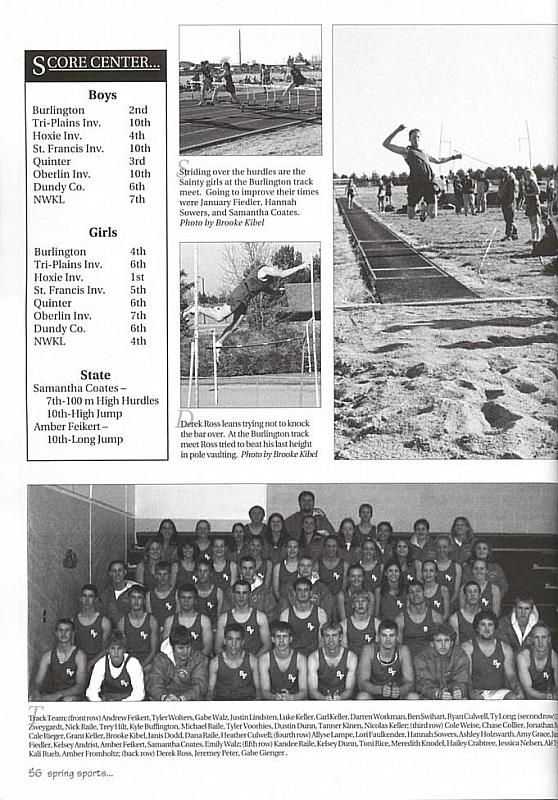 SCORE CENTER...
Boys
Burlington 2nd
Tri-Plains Inv. 10th
Hoxie Inv. 4th
St. Francis Inv. 10th
Quinter 3rd
Oberlin Inv. 10th
Dundy Co. 6th
NWKL 7th
Girls
Burlington 4th
Tri-Plains Inv. 6th
Hoxie Inv. 1st
St. Francis Inv. 5th
Quinter 6th
Oberlin Inv. 7th
Dundy Co. 6th
NWKL 4th
State
Samantha Coates –
7th-100 m High Hurdles
10th-High Jump
Amber Feikert –
10th-Long Jump
Striding over the hurdles are the
Sainty girls at the Burlington track
meet. Going to improve their times
were January Fiedler, Hannah
Sowers, and Samantha Coates.
Photo by Brooke Kibel
Derek Ross leans trying not to knock
the bar over. At the Burlington track
meet Ross tried to beat his last height
in pole vaulting. Photo by Brooke Kibel
Track Team: (front row) Andrew Feikert, Tyler Wolters, Gabe Walz, Justin Lindsten, Luke Keller, Carl Keller, Darren Workman, Ben Swihart, Ryan Culwell, Ty Long; (second row)
Zweygardt, Nick Raile, Trey Hilt, Kyle Buffington, Michael Raile, Tyler Voorhies, Dustin Dunn, Tanner Kinen, Nicolas Keller; (third row) Cole Weise, Chase Collier, Jonathan
Cale Rieger, Grant Keller, Brooke Kibel, Janis Dodd, Dana Raile, Heather Culwell; (fourth row) Allyse Lampe, Lori Faulkender, Hannah Sowers, Ashley Holzwarth, Amy Grace,
Fiedler, Kelsey Andrist, Amber Feikert, Samantha Coates, Emily Walz; (fifth row) Kandee Raile, Kelsey Dunn, Toni Rice, Meredith Knodel, Hailey Crabtree, Jessica Nelsen,
Kali Rueb, Amber Fromholtz; (back row) Derek Ross, Jeremey Peter, Gabe Gienger .
56 spring sports...